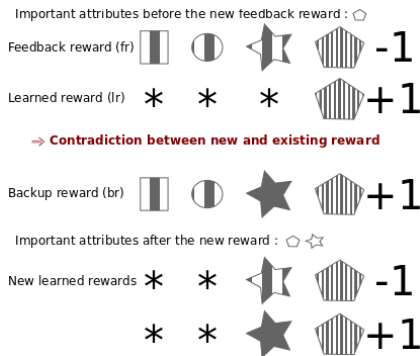 Important attributes before the new feedback reward :
Feedback reward (fr) -1
Learned reward (lr) * * * +1
⇒ Contradiction between new and existing reward
Backup reward (br) +1
Important attributes after the new reward :
New learned rewards * * -1
* * +1